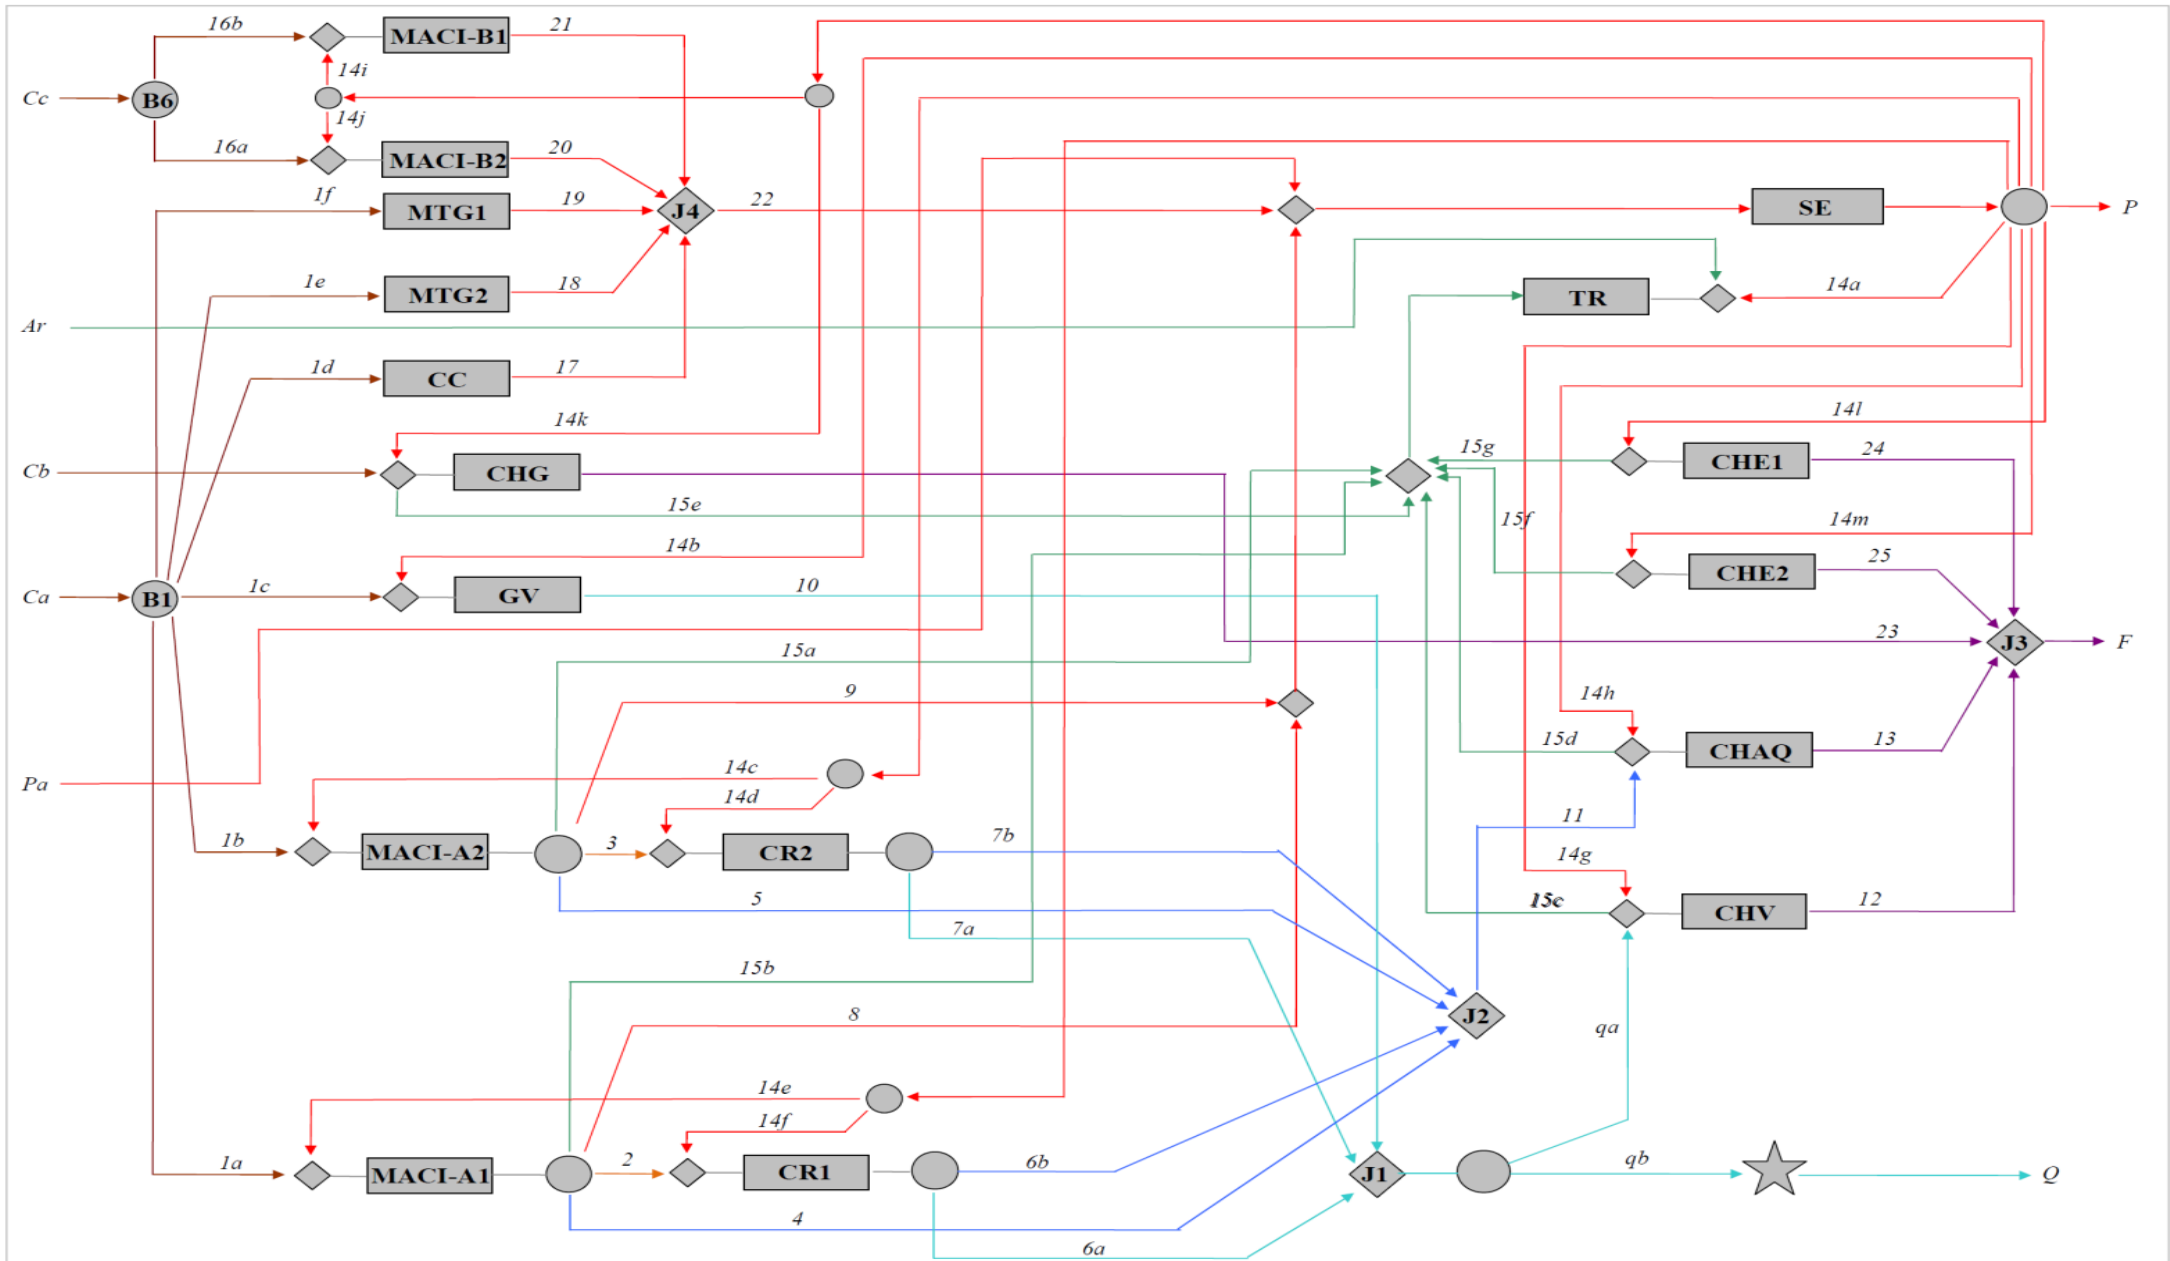 16b
MACI-B1
21
14i
Cc
B6
14j
16a
MACI-B2
20
1f
MTG1
19
J4
22
SE
P
1e
MTG2
18
TR
14a
Ar
1d
CC
17
14k
14l
Cb
CHG
15g
CHE1
24
15e
15f
14m
14b
CHE2
25
Ca
B1
1c
GV
10
23
J3
F
15a
9
14h
15d
CHAQ
13
Pa
14c
14d
11
1b
MACI-A2
3
CR2
7b
14g
5
15c
CHV
12
7a
15b
8
J2
qa
14e
14f
1a
MACI-A1
2
CR1
6b
J1
qb
Q
4
6a